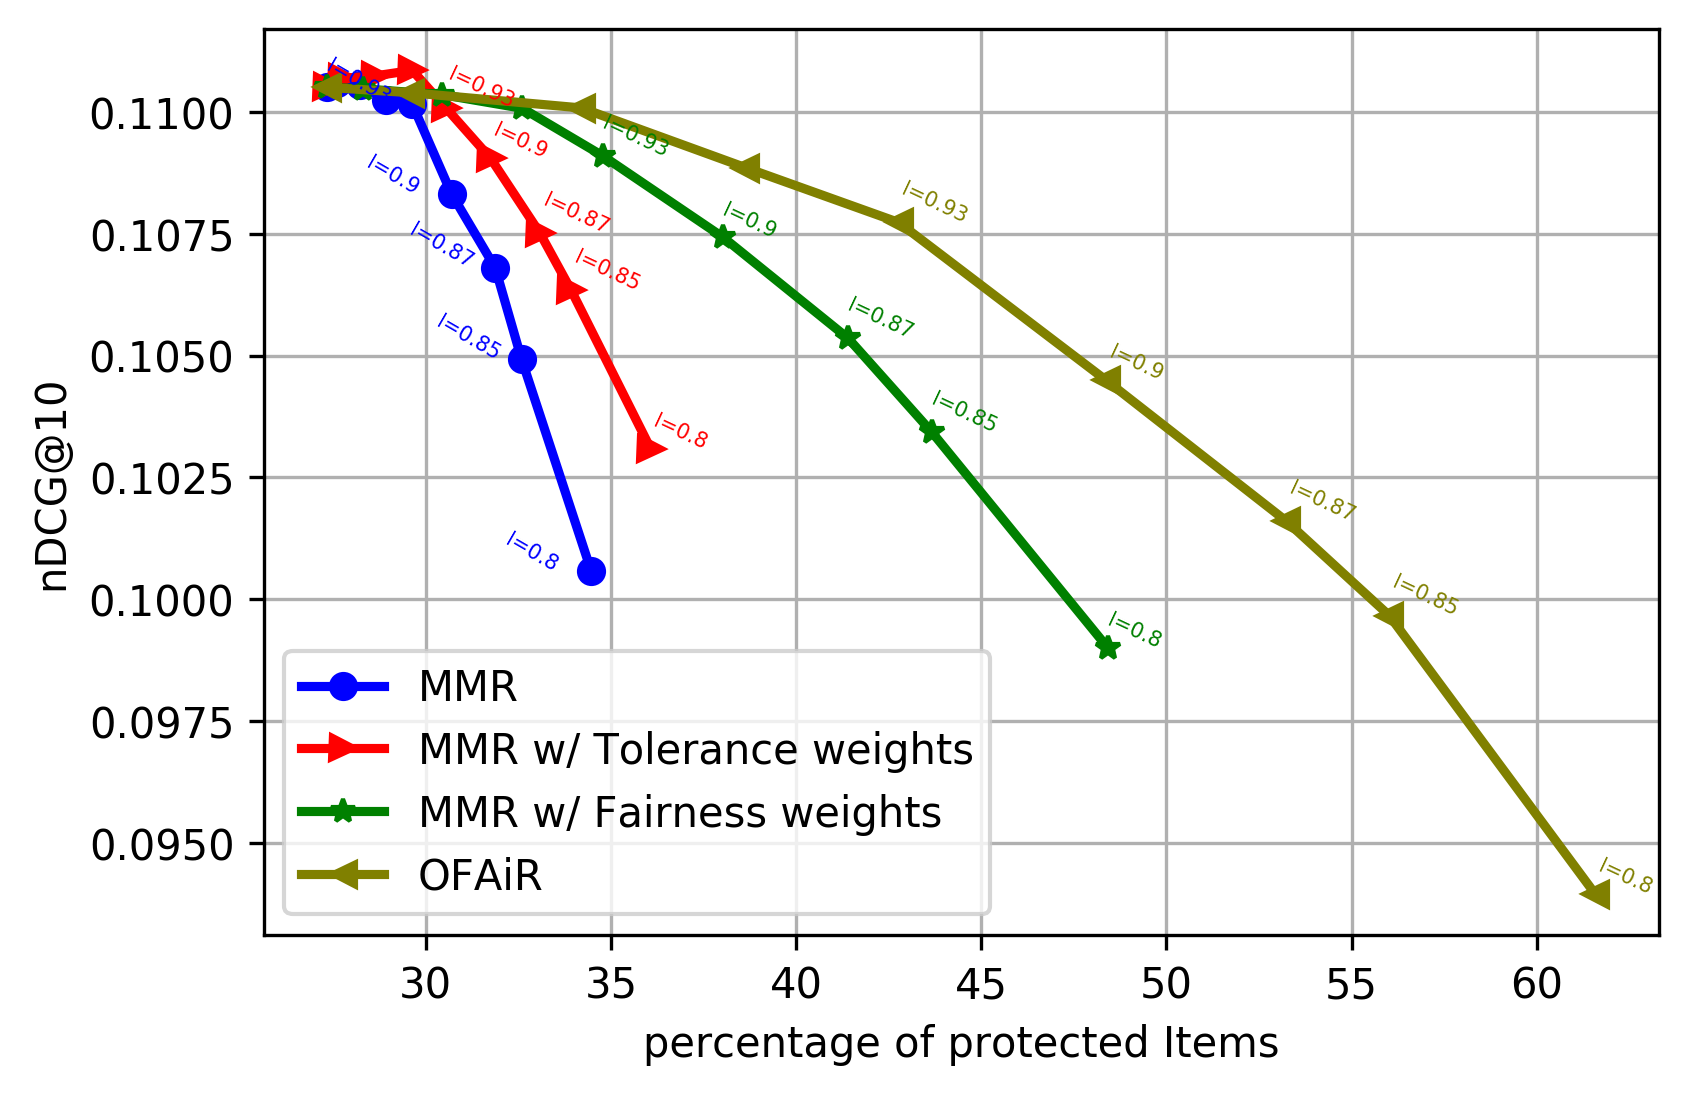 l=0.93
l=0.93
l=0.9
l=0.93
l=0.9
l=0.93
l=0.87
l=0.9
l=0.87
l=0.85
l=0.87
l=0.85
l=0.9
l=0.85
l=0.8
l=0.87
l=0.8
l=0.85
l=0.8
l=0.8
0.1100
0.1075
0.1050
0.1025
0.1000
0.0975
0.0950
nDCG@10
MMR
MMR w/ Tolerance weights
MMR w/ Fairness weights
OFAiR
30 35 40 45 50 55 60
percentage of protected Items